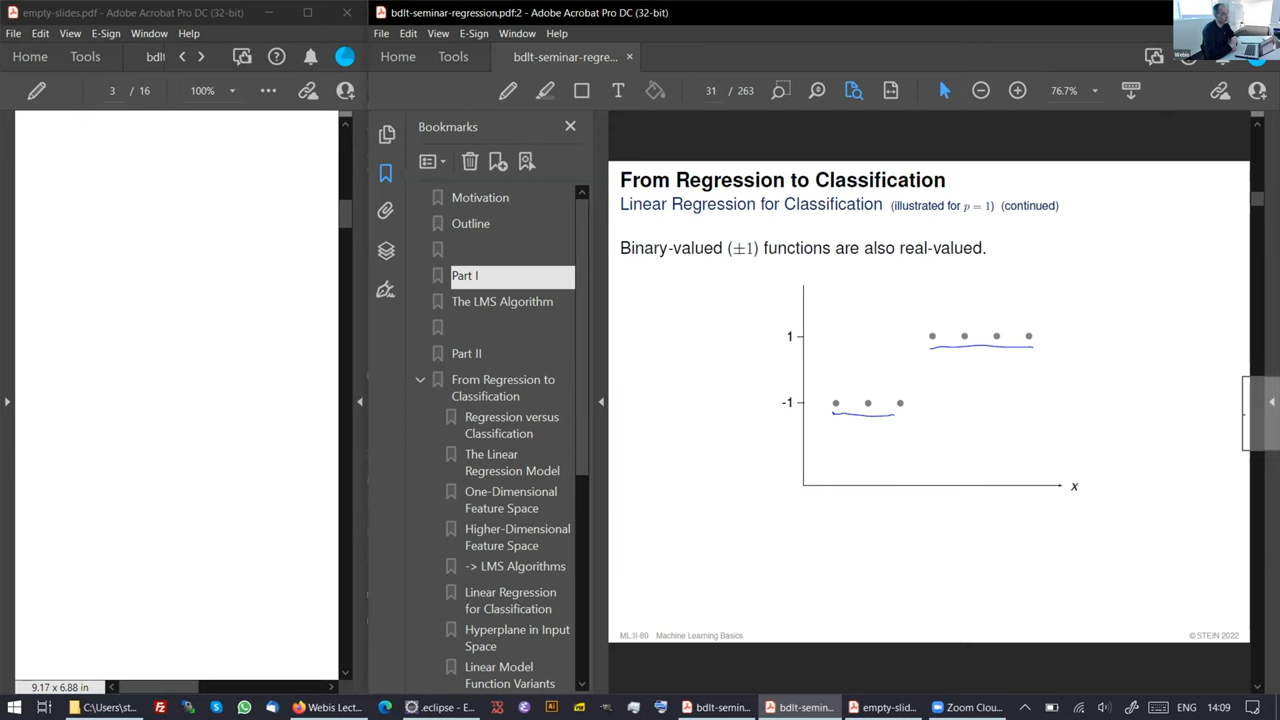 empty-slides.pdf - Adobe Acrobat Pro DC (32-bit)
File Edit View E-Sign Window Help
Home Tools bdlt
3 / 16 100%
9.17 x 6.88 in
bdlt-seminar-regression.pdf:2 - Adobe Acrobat Pro DC (32-bit)
File Edit View E-Sign Window Help
Home Tools bdlt-seminar-regre...
31 / 263 76.7%
Webis
Bookmarks
Motivation
Outline
Part I
The LMS Algorithm
Part II
From Regression to
Classification
Regression versus
Classification
The Linear
Regression Model
One-Dimensional
Feature Space
Higher-Dimensional
Feature Space
-> LMS Algorithms
Linear Regression
for Classification
Hyperplane in Input
Space
Linear Model
Function Variants
From Regression to Classification
Linear Regression for Classification (illustrated for p = 1) (continued)
Binary-valued (±1) functions are also real-valued.
1
-1
x
ML:II-80 Machine Learning Basics ©STEIN 2022
C:\Users\st... Webis Lect... .eclipse - E... bdlt-semin... bdlt-semin... empty-slid... Zoom Clou... ENG 14:09